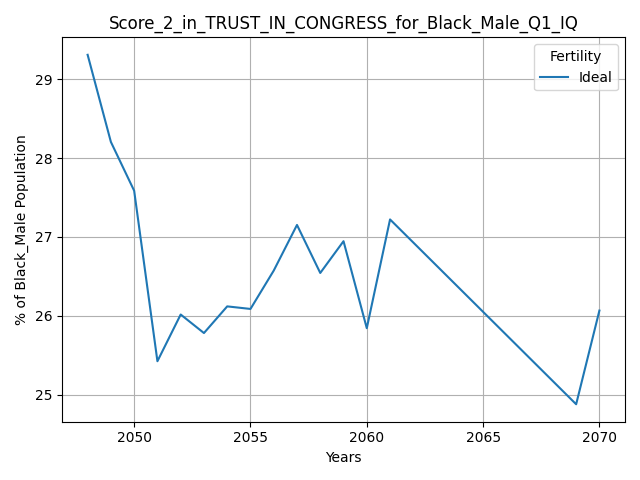 Score_2_in_TRUST_IN_CONGRESS_for_Black_Male_Q1_IQ
Fertility
Ideal
% of Black_Male Population
29
28
27
26
25
2050 2055 2060 2065 2070
Years